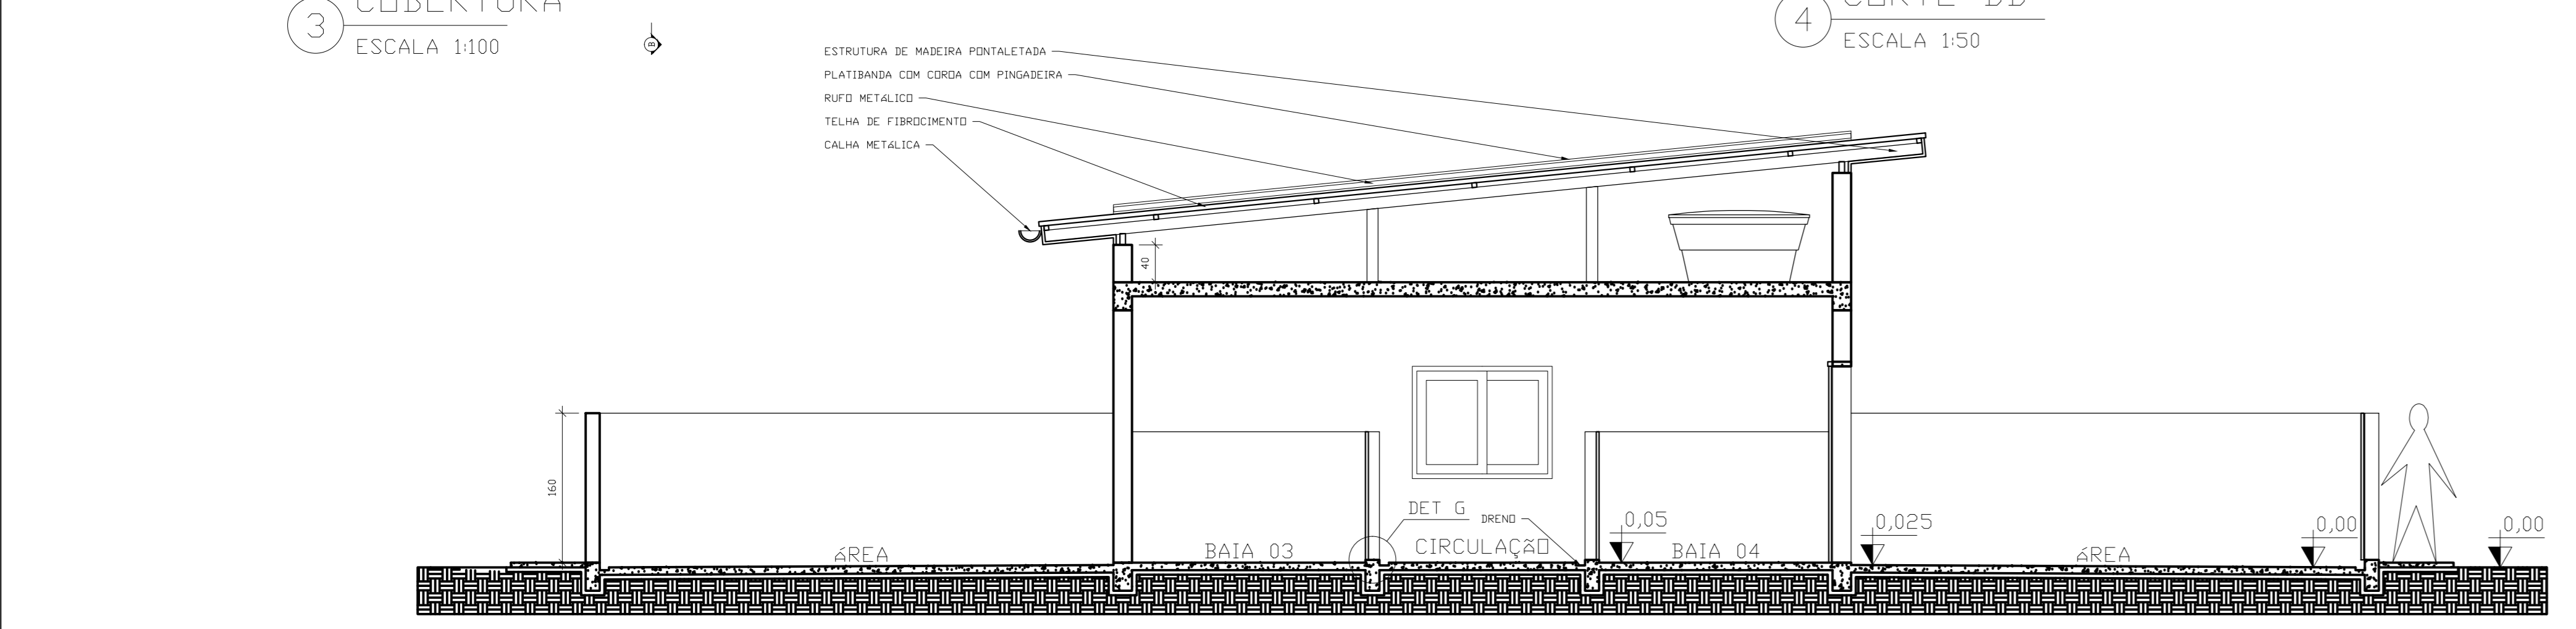 3
COBERTURA
ESCALA 1:100
B
4
ESCALA 1:50
ESTRUTURA DE MADEIRA PONTALETADA
PLATIBANDA COM COROA COM PINGADEIRA
RUFO METáLICO
TELHA DE FIBROCIMENTO
CALHA METáLICA
40
160
DET G
DRENO
0,05
0,025
0,00
0,00
áREA
BAIA 03
CIRCULAÇÃO
BAIA 04
áREA